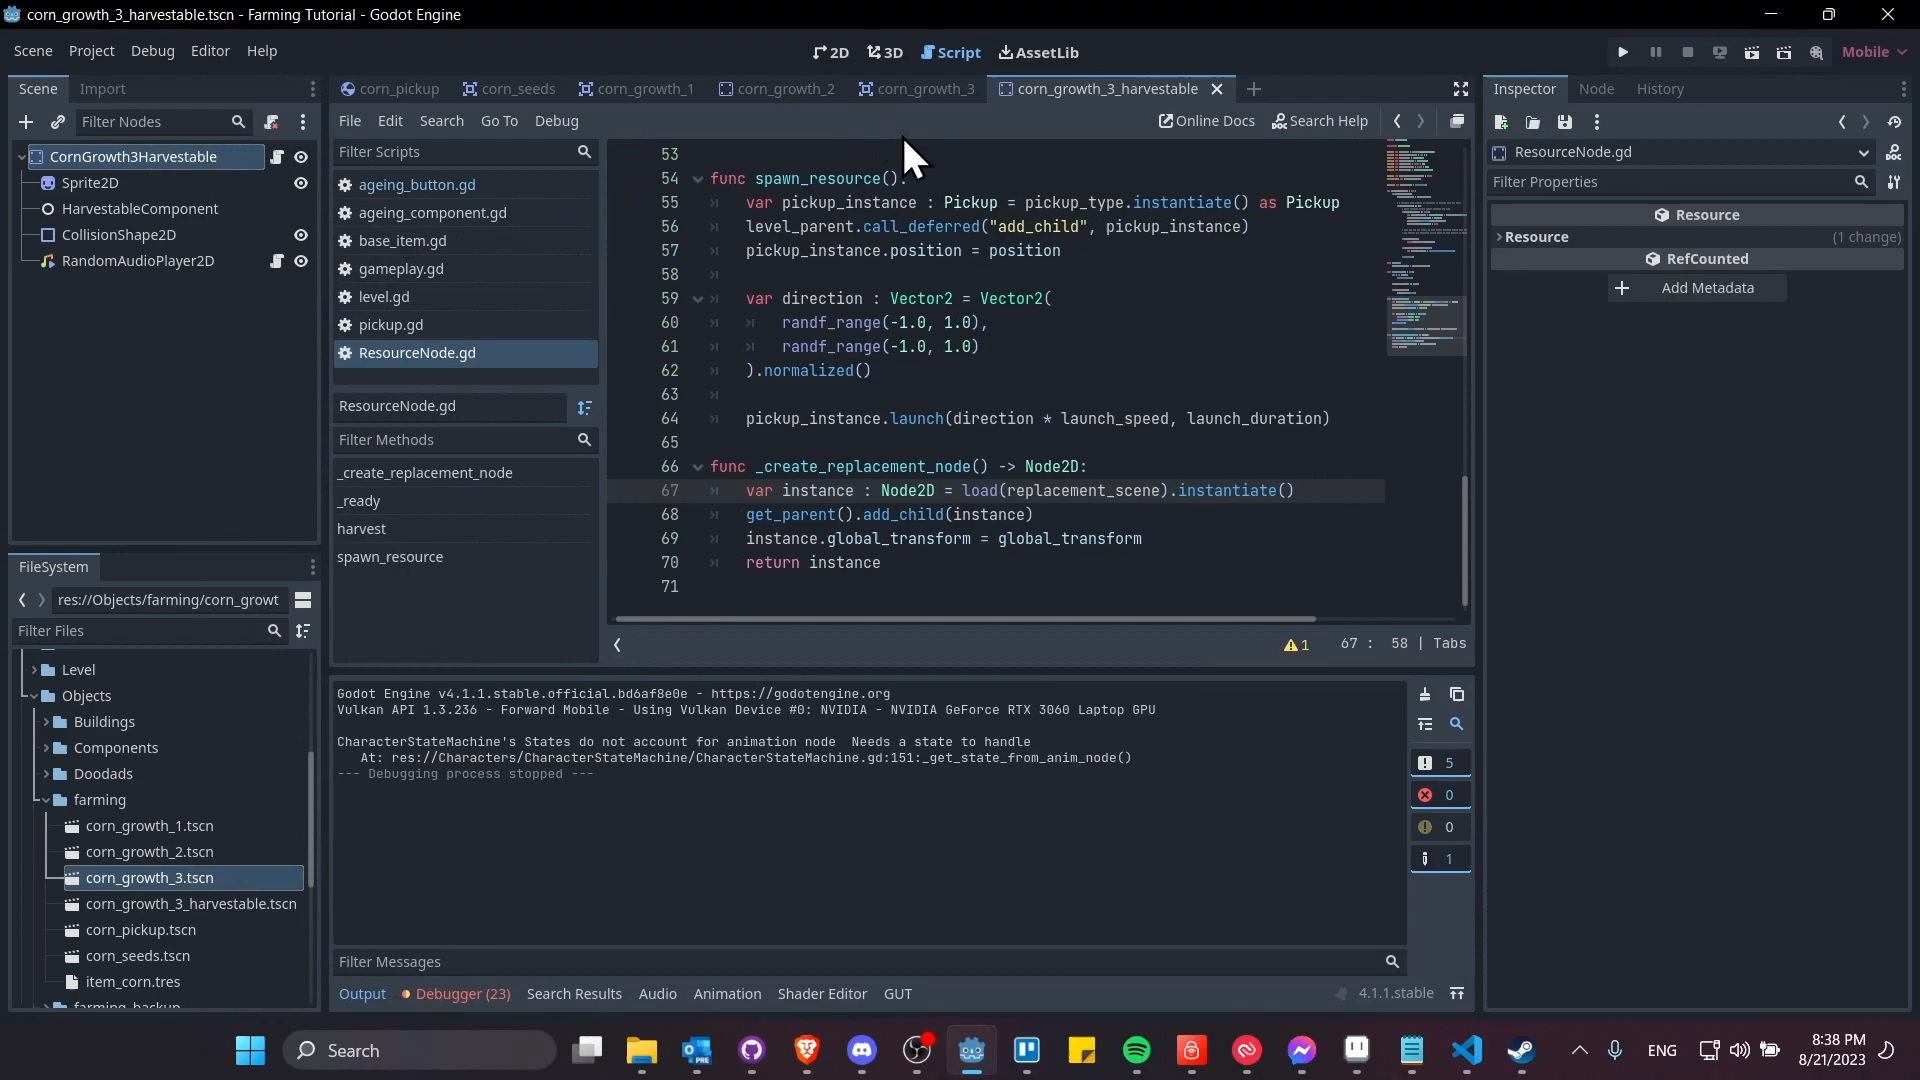 corn_growth_3_harvestable.tscn - Farming Tutorial - Godot Engine
Scene Project Debug Editor Help
2D 3D Script AssetLib
Mobile
Scene Import
corn_pickup corn_seeds corn_growth_1 corn_growth_2 corn_growth_3 corn_growth_3_harvestable
Inspector Node History
Filter Nodes
File Edit Search Go To Debug
Online Docs Search Help
CornGrowth3Harvestable
Sprite2D
HarvestableComponent
CollisionShape2D
RandomAudioPlayer2D
Filter Scripts
ageing_button.gd
ageing_component.gd
base_item.gd
gameplay.gd
level.gd
pickup.gd
ResourceNode.gd
ResourceNode.gd
Filter Methods
_create_replacement_node
_ready
harvest
spawn_resource
53
54 func spawn_resource():
55 var pickup_instance : Pickup = pickup_type.instantiate() as Pickup
56 level_parent.call_deferred("add_child", pickup_instance)
57 pickup_instance.position = position
58
59 var direction : Vector2 = Vector2(
60 randf_range(-1.0, 1.0),
61 randf_range(-1.0, 1.0)
62 ).normalized()
63
64 pickup_instance.launch(direction * launch_speed, launch_duration)
65
66 func _create_replacement_node() -> Node2D:
67 var instance : Node2D = load(replacement_scene).instantiate()
68 get_parent().add_child(instance)
69 instance.global_transform = global_transform
70 return instance
71
1 67 : 58 | Tabs
ResourceNode.gd
Filter Properties
Resource
Resource (1 change)
RefCounted
Add Metadata
FileSystem
res://Objects/farming/corn_growt
Filter Files
Level
Objects
Buildings
Components
Doodads
farming
corn_growth_1.tscn
corn_growth_2.tscn
corn_growth_3.tscn
corn_growth_3_harvestable.tscn
corn_pickup.tscn
corn_seeds.tscn
item_corn.tres
farming_backup
Godot Engine v4.1.1.stable.official.bd6af8e0e - https://godotengine.org
Vulkan API 1.3.236 - Forward Mobile - Using Vulkan Device #0: NVIDIA - NVIDIA GeForce RTX 3060 Laptop GPU
CharacterStateMachine's States do not account for animation node  Needs a state to handle
At: res://Characters/CharacterStateMachine/CharacterStateMachine.gd:151:_get_state_from_anim_node()
--- Debugging process stopped ---
5
0
0
1
Filter Messages
Output Debugger (23) Search Results Audio Animation Shader Editor GUT
4.1.1.stable
Search
PRE
ENG
8:38 PM
8/21/2023